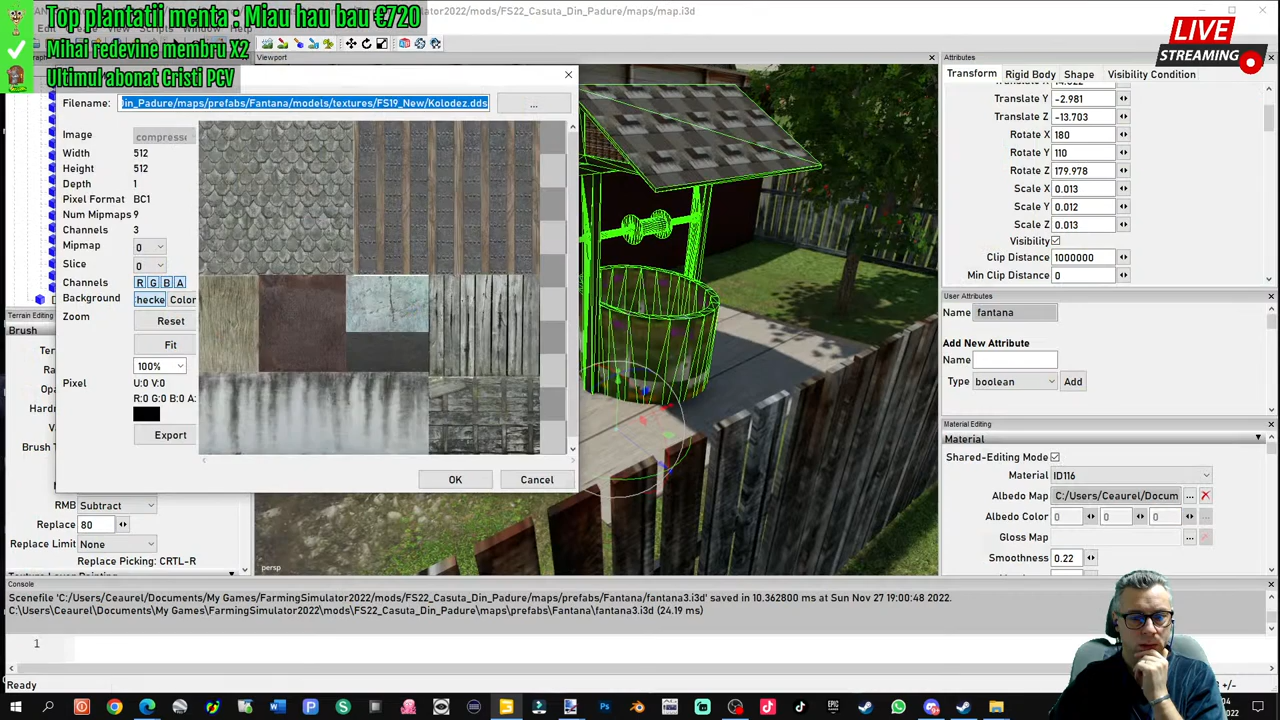 Top plantatii menta : Miau hau bau €720
Mihai redevine membru X2
Ultimul abonat Cristi PCV
LIVE
STREAMING
Simulator2022/mods/FS22_Casuta_Din_Padure/maps/map.i3d
Viewport
Filename:
Din_Padure/maps/prefabs/Fantana/models/textures/FS19_New/Kolodez.dds
...
Image
Width 512
Height 512
Depth 1
Pixel Format BC1
Num Mipmaps 9
Channels 3
Mipmap 0
Slice 0
Channels R G B A
Background Color
Zoom Reset
Fit
100%
Pixel U:0 V:0
R:0 G:0 B:0 A:
Export
OK Cancel
Terrain Editing
Brush
RMB Subtract
Replace 80
Replace Limit None
Replace Picking: CRTL-R
persp
Attributes
Transform Rigid Body Shape Visibility Condition
Translate Y -2.981
Translate Z -13.703
Rotate X 180
Rotate Y 110
Rotate Z 179.978
Scale X 0.013
Scale Y 0.012
Scale Z 0.013
Visibility
Clip Distance 1000000
Min Clip Distance 0
User Attributes
Name fantana
Add New Attribute
Name
Type boolean Add
Material Editing
Material
Shared-Editing Mode
Material ID116
Albedo Map C:/Users/Ceaurel/Docum ...
Albedo Color 0 0 0
Gloss Map ...
Smoothness 0.22
Console
Scenefile 'C:/Users/Ceaurel/Documents/My Games/FarmingSimulator2022/mods/FS22_Casuta_Din_Padure/maps/prefabs/Fantana/fantana3.i3d' saved in 10.362800 ms at Sun Nov 27 19:00:48 2022.
C:\Users\Ceaurel\Documents\My Games\FarmingSimulator2022\mods\FS22_Casuta_Din_Padure\maps\prefabs\Fantana\fantana3.i3d (24.19 ms)
1
Ready